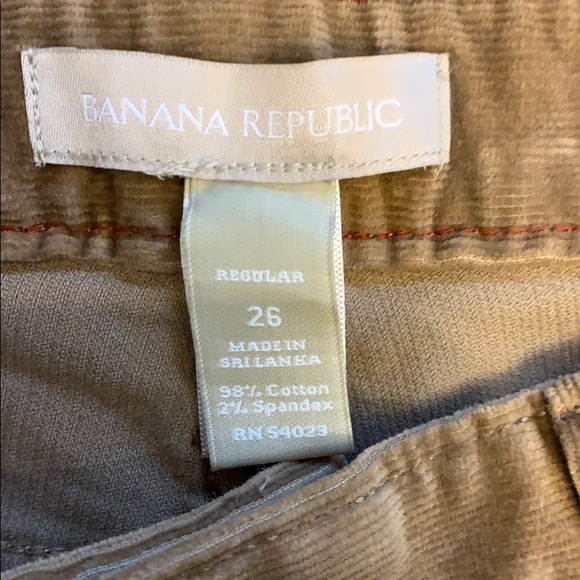 BANANA REPUBLIC
REGULAR
26
MADE IN
SRI LANKA
98% Cotton
2% Spandex
RN 54023